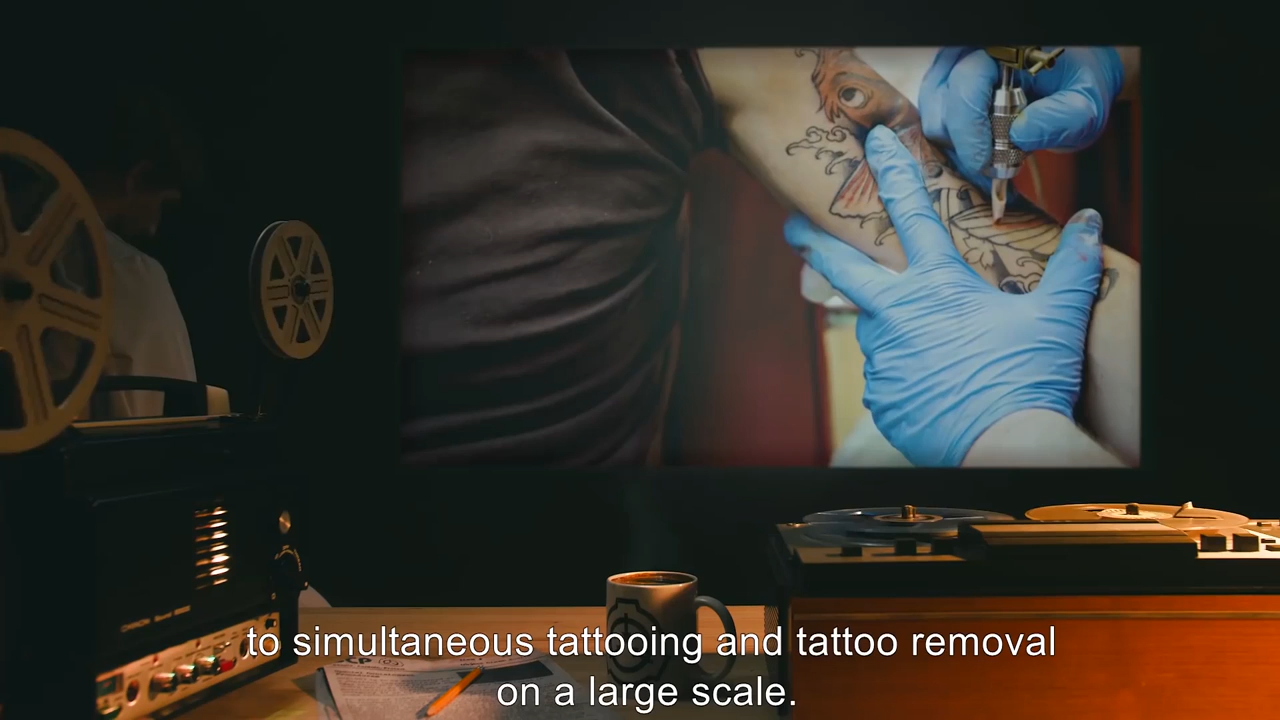 to simultaneous tattooing and tattoo removal
on a large scale.